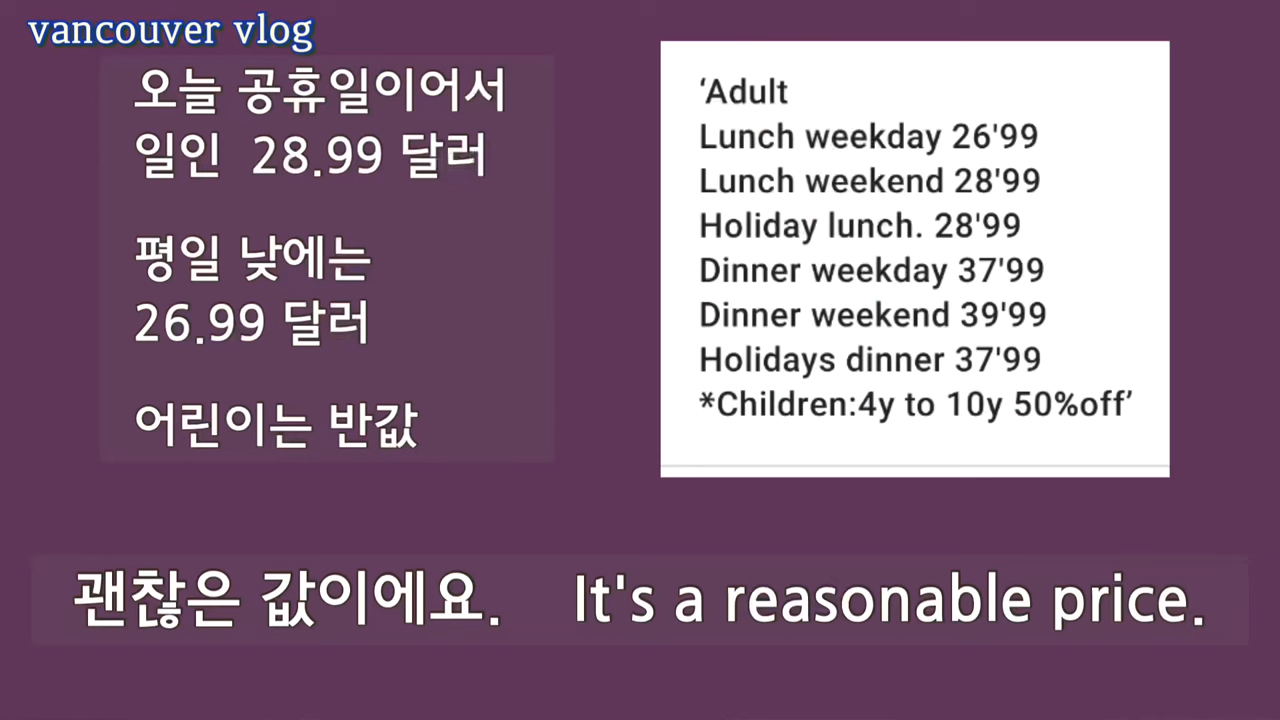 vancouver vlog
오늘 공휴일이어서
일인 28.99 달러
평일 낮에는
26.99 달러
어린이는 반값
‘Adult
Lunch weekday 26'99
Lunch weekend 28'99
Holiday lunch. 28'99
Dinner weekday 37'99
Dinner weekend 39'99
Holidays dinner 37'99
*Children:4y to 10y 50%off’
괜찮은 값이에요. It's a reasonable price.